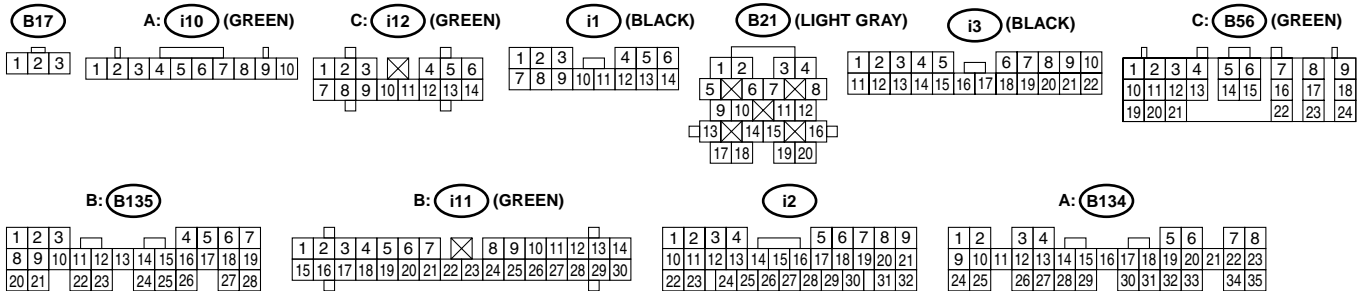 B17 A: i10 (GREEN) C: i12 (GREEN) i1 (BLACK) B21 (LIGHT GRAY) i3 (BLACK) C: B56 (GREEN)
1 2 3
1 2 3 4 5 6 7 8 9 10
1 2 3 4 5 6
7 8 9 10 11 12 13 14
1 2 3 4 5 6
7 8 9 10 11 12 13 14
1 2 3 4
5 6 7 8
9 10 11 12
13 14 15 16
17 18 19 20
1 2 3 4 5 6 7 8 9 10
11 12 13 14 15 16 17 18 19 20 21 22
1 2 3 4 5 6 7 8 9
10 11 12 13 14 15 16 17 18
19 20 21 22 23 24
B: B135 B: i11 (GREEN) i2 A: B134
1 2 3 4 5 6 7
8 9 10 11 12 13 14 15 16 17 18 19
20 21 22 23 24 25 26 27 28
1 2 3 4 5 6 7 8 9 10 11 12 13 14
15 16 17 18 19 20 21 22 23 24 25 26 27 28 29 30
1 2 3 4 5 6 7 8 9
10 11 12 13 14 15 16 17 18 19 20 21
22 23 24 25 26 27 28 29 30 31 32
1 2 3 4 5 6 7 8
9 10 11 12 13 14 15 16 17 18 19 20 21 22 23
24 25 26 27 28 29 30 31 32 33 34 35